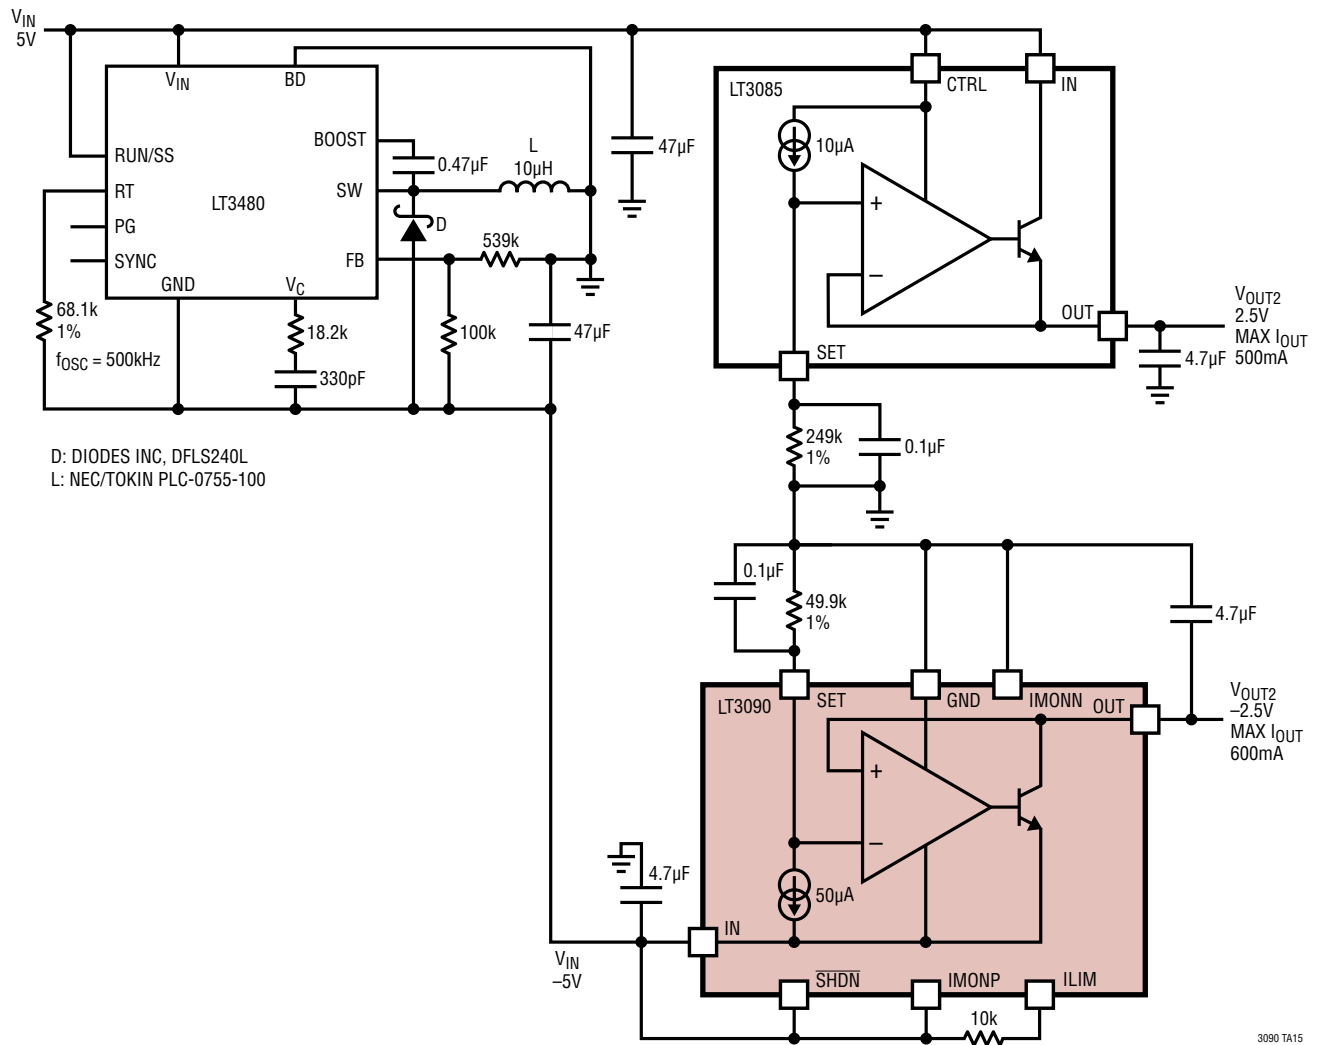 VIN
5V
VIN
BD
RUN/SS
RT
PG
SYNC
GND
VC
BOOST
SW
FB
LT3480
0.47µF
L
10µH
D
539k
68.1k
1%
fOSC = 500kHz
18.2k
330pF
100k
47µF
47µF
D: DIODES INC, DFLS240L
L: NEC/TOKIN PLC-0755-100
LT3085
CTRL
IN
10µA
+
–
OUT
SET
VOUT2
2.5V
MAX IOUT
500mA
4.7µF
249k
1%
0.1µF
0.1µF
49.9k
1%
4.7µF
LT3090
SET
GND
IMONN
OUT
VOUT2
–2.5V
MAX IOUT
600mA
+
–
50µA
4.7µF
IN
VIN
–5V
SHDN
IMONP
ILIM
10k
3090 TA15